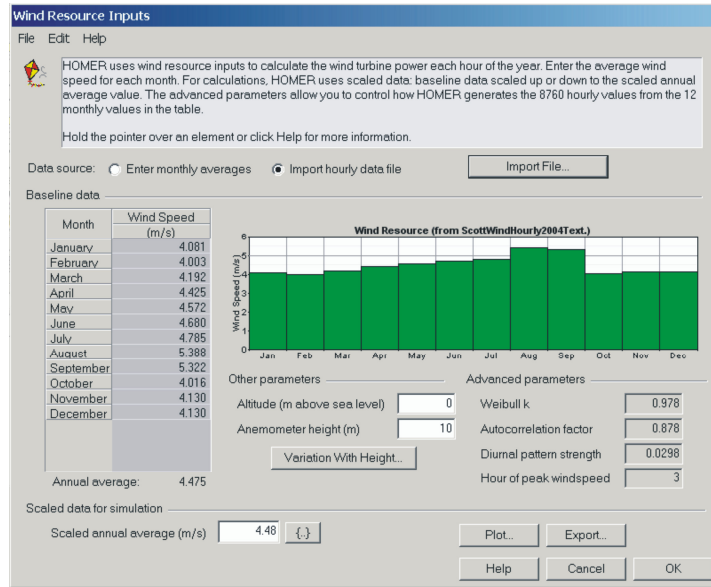 Wind Resource Inputs
File Edit Help
HOMER uses wind resource inputs to calculate the wind turbine power each hour of the year. Enter the average wind
speed for each month. For calculations, HOMER uses scaled data: baseline data scaled up or down to the scaled annual
average value. The advanced parameters allow you to control how HOMER generates the 8760 hourly values from the 12
monthly values in the table.
Hold the pointer over an element or click Help for more information.
Data source: Enter monthly averages Import hourly data file Import File...
Baseline data
Month Wind Speed
(m/s)
January 4.081
February 4.003
March 4.192
April 4.425
May 4.572
June 4.680
July 4.785
August 5.388
September 5.322
October 4.016
November 4.130
December 4.130
Annual average: 4.475
Wind Resource (from ScottWindHourly2004Text.)
Wind Speed (m/s)
6
5
4
3
2
1
0
Jan Feb Mar Apr May Jun Jul Aug Sep Oct Nov Dec
Other parameters
Altitude (m above sea level) 0
Anemometer height (m) 10
Variation With Height...
Advanced parameters
Weibull k 0.978
Autocorrelation factor 0.878
Diurnal pattern strength 0.0298
Hour of peak windspeed 3
Scaled data for simulation
Scaled annual average (m/s) 4.48 {..}
Plot... Export...
Help Cancel OK